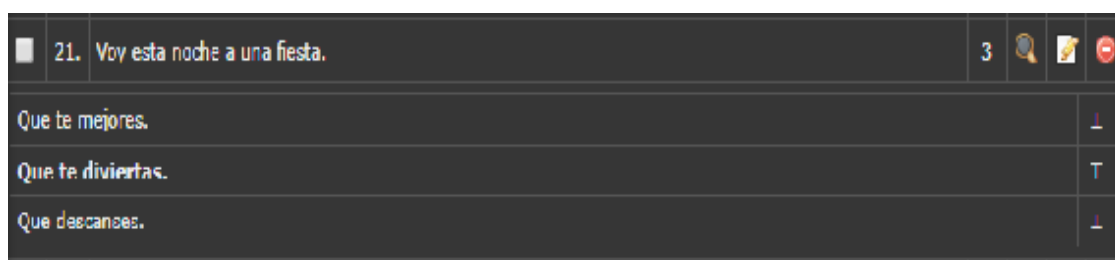 21. Voy esta noche a una fiesta. 3
Que te mejores. ⊥
Que te diviertas. T
Que descanses. ⊥